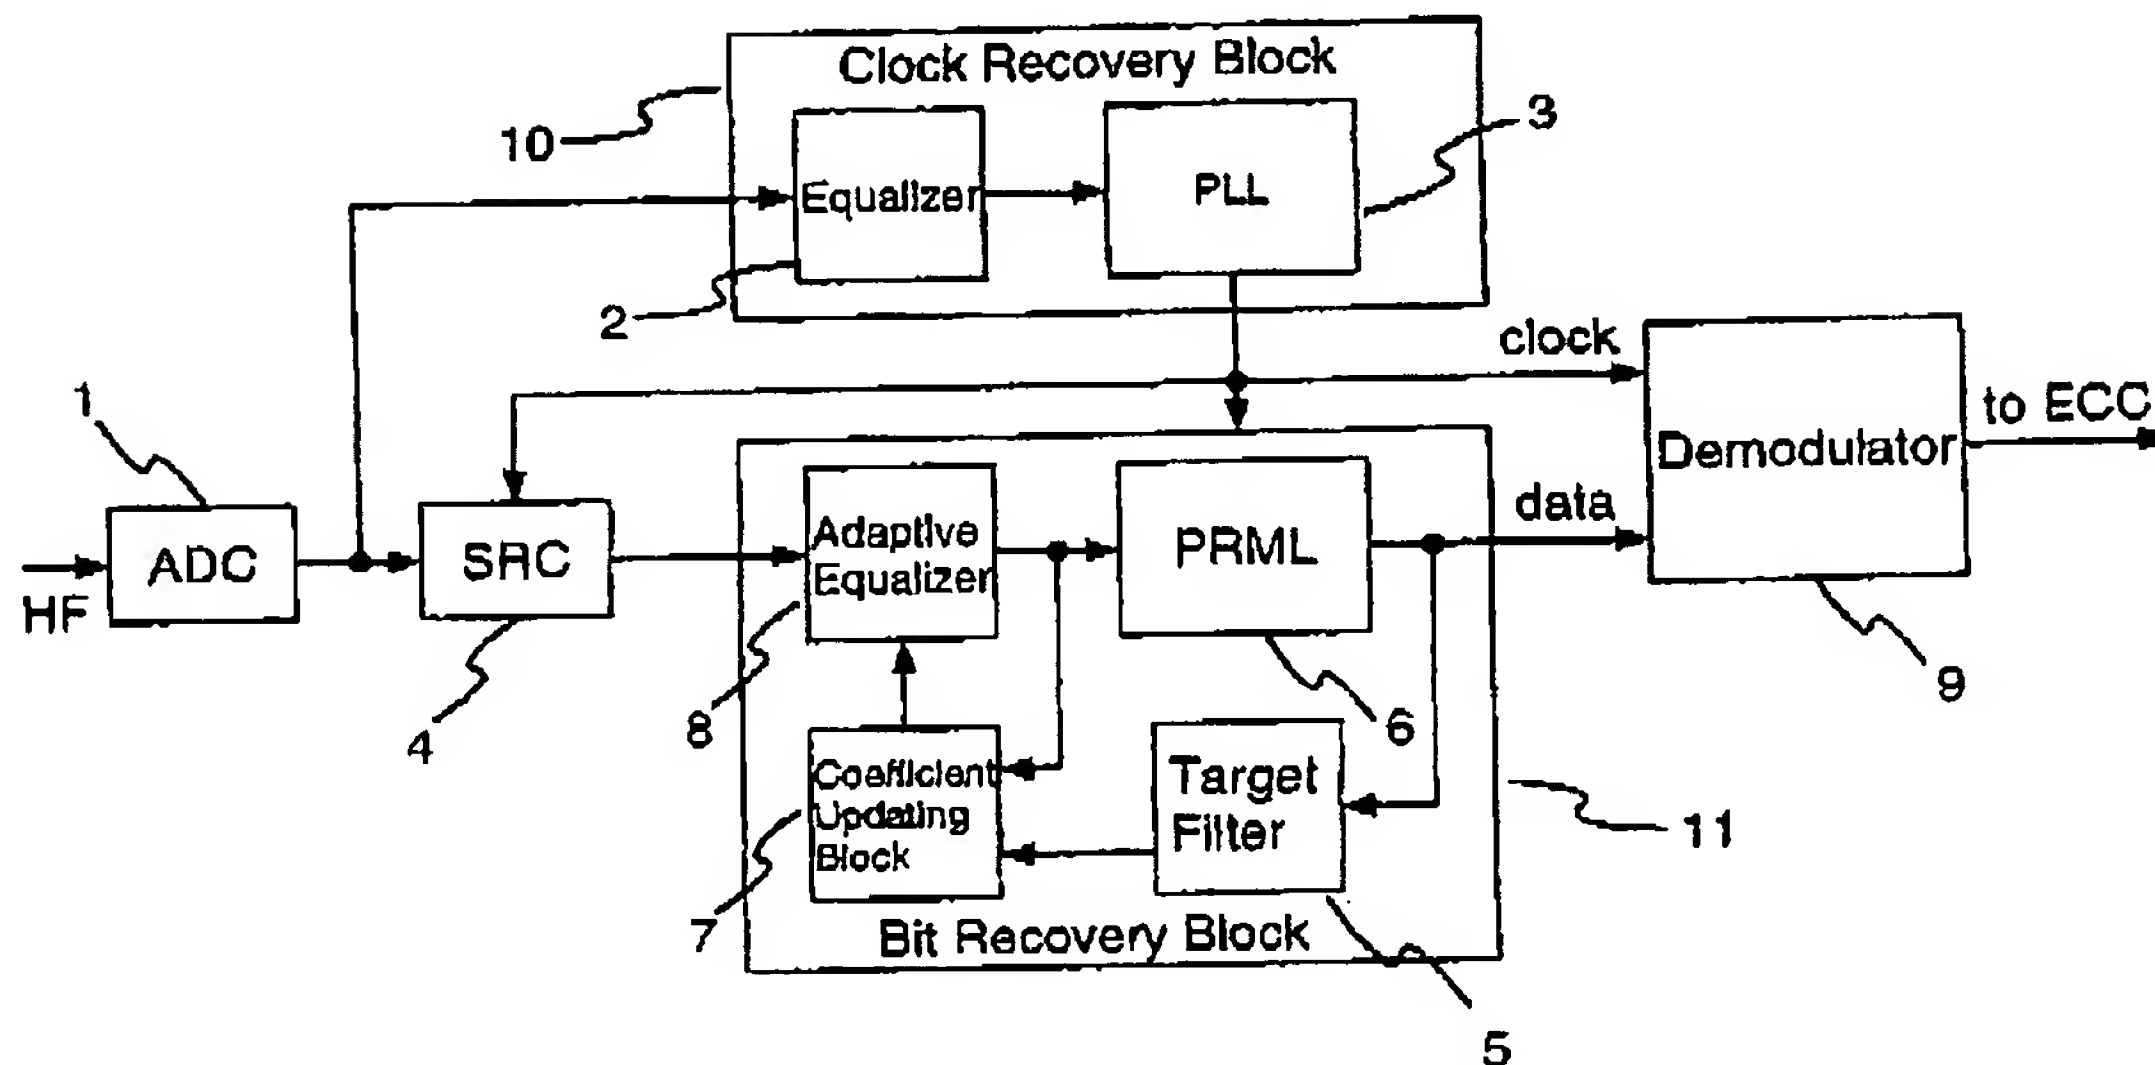 Clock Recovery Block
10
Equalizer
PLL
3
2
clock
1
to ECC
Demodulator
data
ADC
SRC
Adaptive
Equalizer
PRML
HF
8
4
6
9
Coefficient
Updating
Block
Target
Filter
11
7
Bit Recovery Block
5